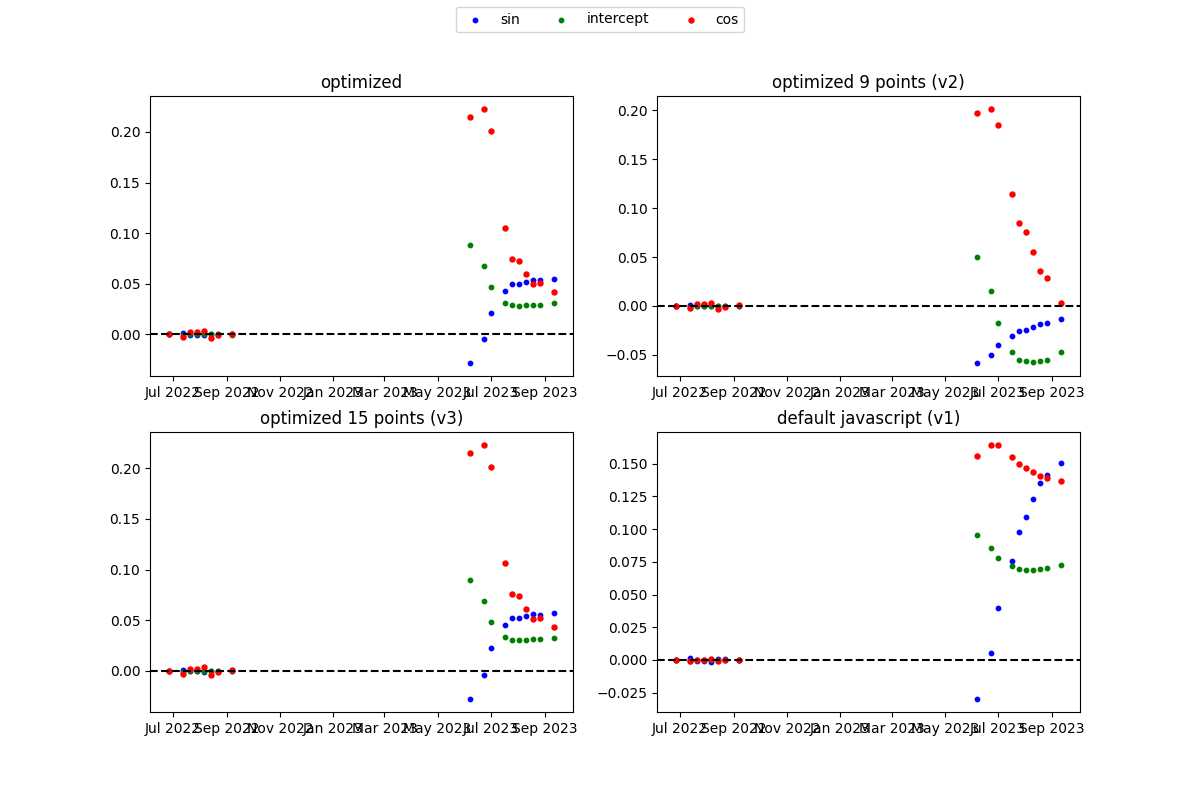 sin intercept cos
optimized
0.20
0.15
0.10
0.05
0.00
Jul 2022 Sep 2022 Nov 2022 Jan 2023 Mar 2023 May 2023 Jul 2023 Sep 2023
optimized 9 points (v2)
0.20
0.15
0.10
0.05
0.00
−0.05
Jul 2022 Sep 2022 Nov 2022 Jan 2023 Mar 2023 May 2023 Jul 2023 Sep 2023
optimized 15 points (v3)
0.20
0.15
0.10
0.05
0.00
Jul 2022 Sep 2022 Nov 2022 Jan 2023 Mar 2023 May 2023 Jul 2023 Sep 2023
default javascript (v1)
0.150
0.125
0.100
0.075
0.050
0.025
0.000
−0.025
Jul 2022 Sep 2022 Nov 2022 Jan 2023 Mar 2023 May 2023 Jul 2023 Sep 2023